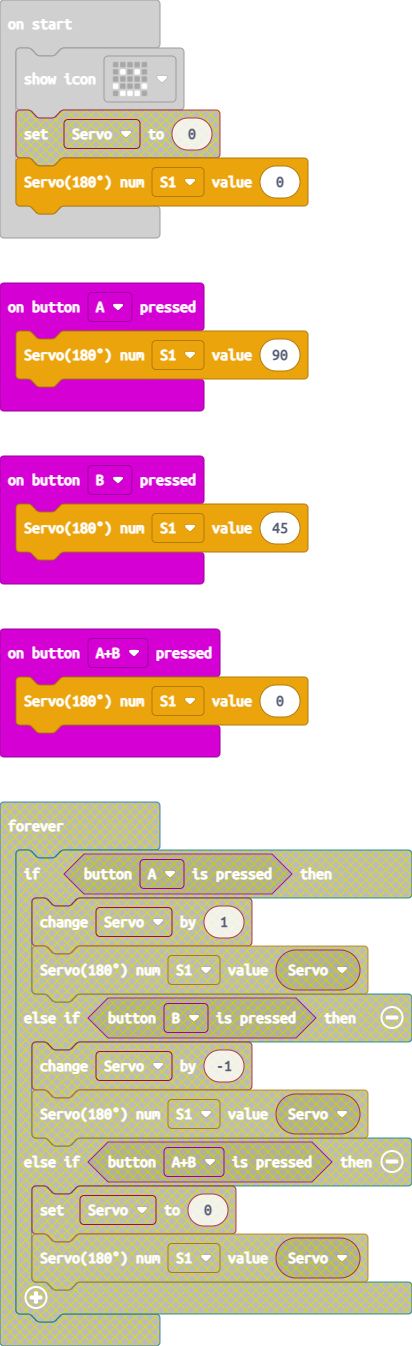 on start
show icon
set Servo to 0
Servo(180°) num S1 value 0
on button A pressed
Servo(180°) num S1 value 90
on button B pressed
Servo(180°) num S1 value 45
on button A+B pressed
Servo(180°) num S1 value 0
forever
if button A is pressed then
change Servo by 1
Servo(180°) num S1 value Servo
else if button B is pressed then
change Servo by -1
Servo(180°) num S1 value Servo
else if button A+B is pressed then
set Servo to 0
Servo(180°) num S1 value Servo